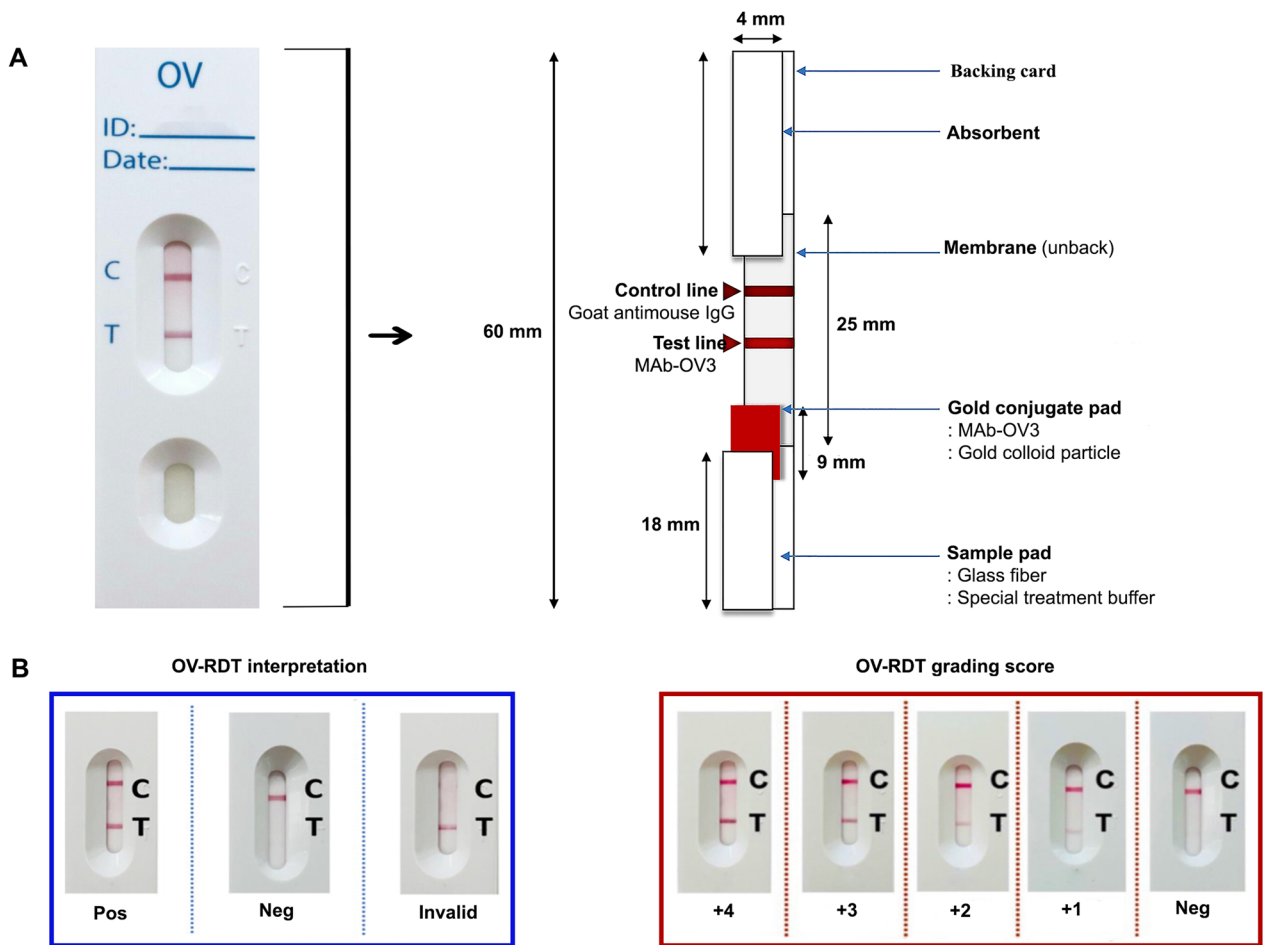 A
OV
ID:
Date:
C
C
T
T
4 mm
60 mm
Backing card
Absorbent
Membrane (unback)
Control line
Goat antimouse IgG
25 mm
Test line
MAb-OV3
Gold conjugate pad
: MAb-OV3
: Gold colloid particle
9 mm
18 mm
Sample pad
: Glass fiber
: Special treatment buffer
B
OV-RDT interpretation
C
T
Pos
C
T
Neg
C
T
Invalid
OV-RDT grading score
C
T
+4
C
T
+3
C
T
+2
C
T
+1
C
T
Neg